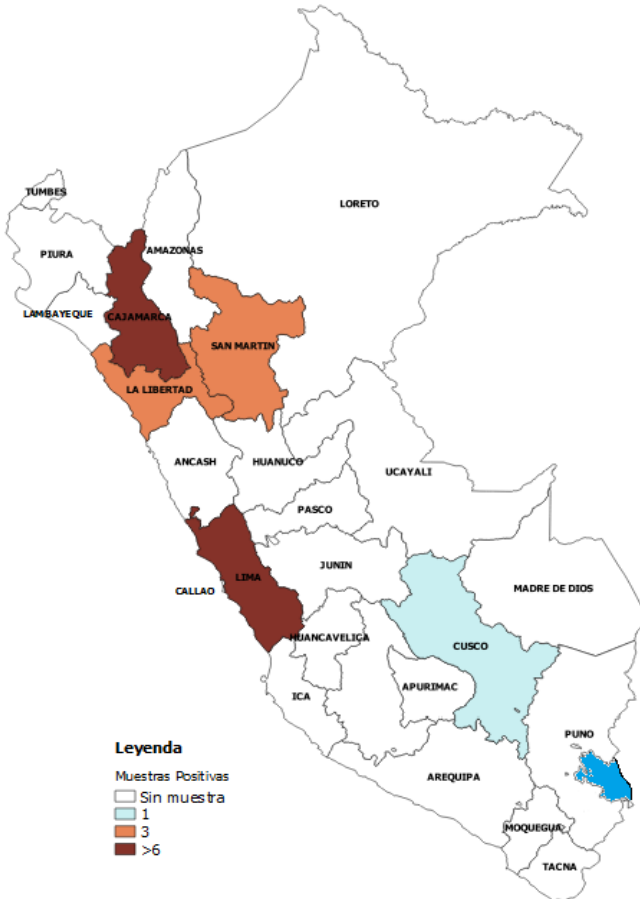 LORETO
TUMBES
AMAZONAS
PIURA
LAMBAYEQUE
CAJAMARCA
SAN MARTIN
LA LIBERTAD
ANCASH
HUANUCO
UCAYALI
PASCO
JUNIN
LIMA
CALLAO
MADRE DE DIOS
HUANCAVELICA
CUSCO
APURIMAC
ICA
PUNO
AREQUIPA
MOQUEGUA
TACNA
Leyenda
Muestras Positivas
Sin muestra
1
3
>6